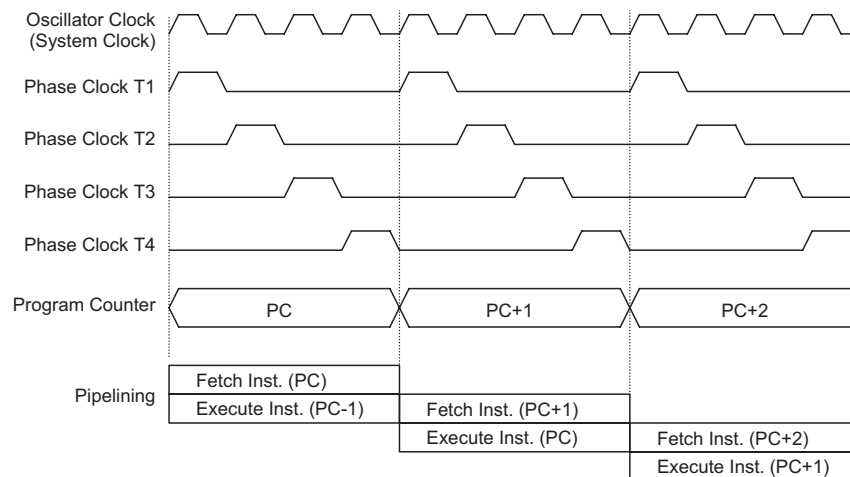 Oscillator Clock
(System Clock)
Phase Clock T1
Phase Clock T2
Phase Clock T3
Phase Clock T4
Program Counter
PC
PC+1
PC+2
Pipelining
Fetch Inst. (PC)
Execute Inst. (PC-1)
Fetch Inst. (PC+1)
Execute Inst. (PC)
Fetch Inst. (PC+2)
Execute Inst. (PC+1)